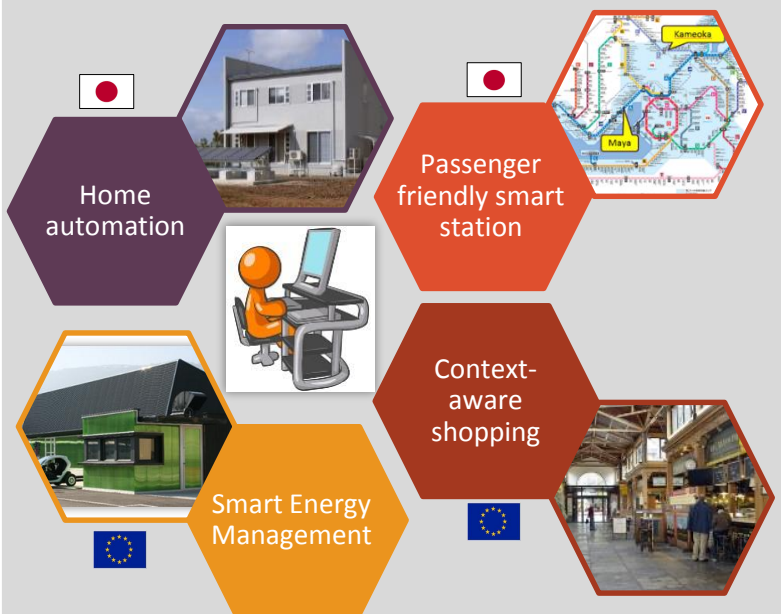 Home
automation
Passenger
friendly smart
station
Kameoka
Maya
Context-
aware
shopping
Smart Energy
Management